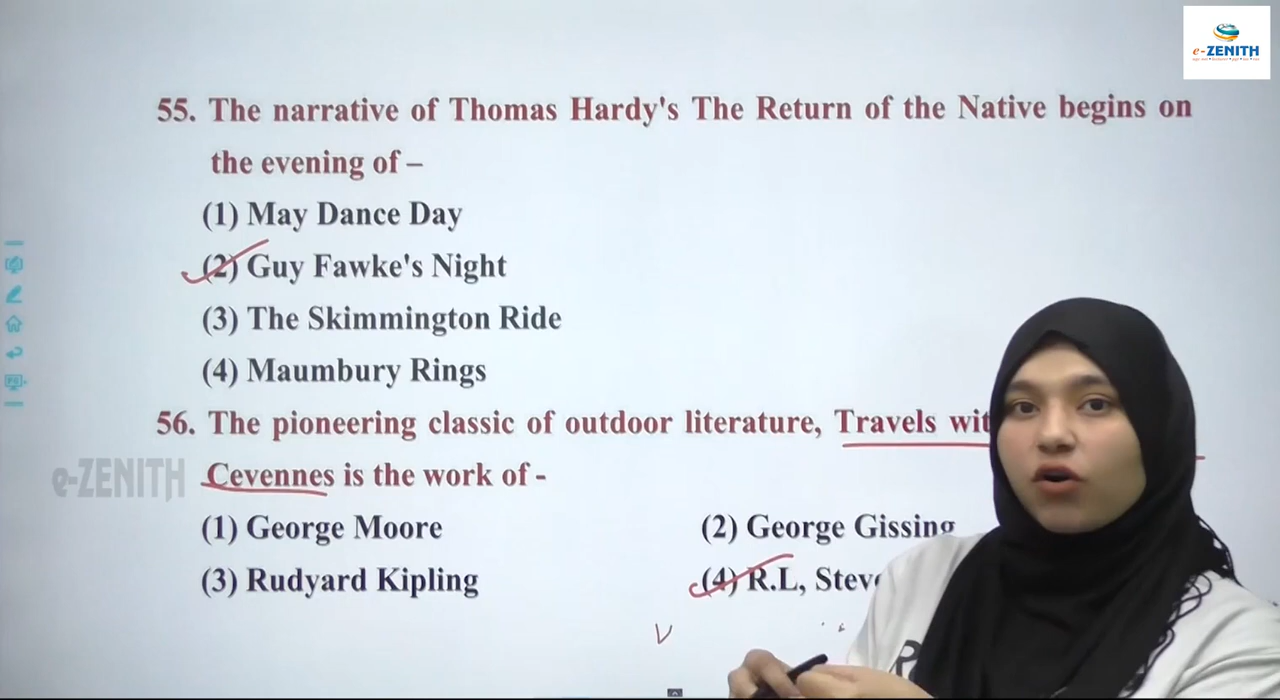 e-ZENITH
55. The narrative of Thomas Hardy's The Return of the Native begins on
the evening of –
(1) May Dance Day
(2) Guy Fawke's Night
(3) The Skimmington Ride
(4) Maumbury Rings
56. The pioneering classic of outdoor literature, Travels
Cevennes is the work of -
e-ZENITH
(1) George Moore
(2) George Gissing
(3) Rudyard Kipling
(4) R.L,
V